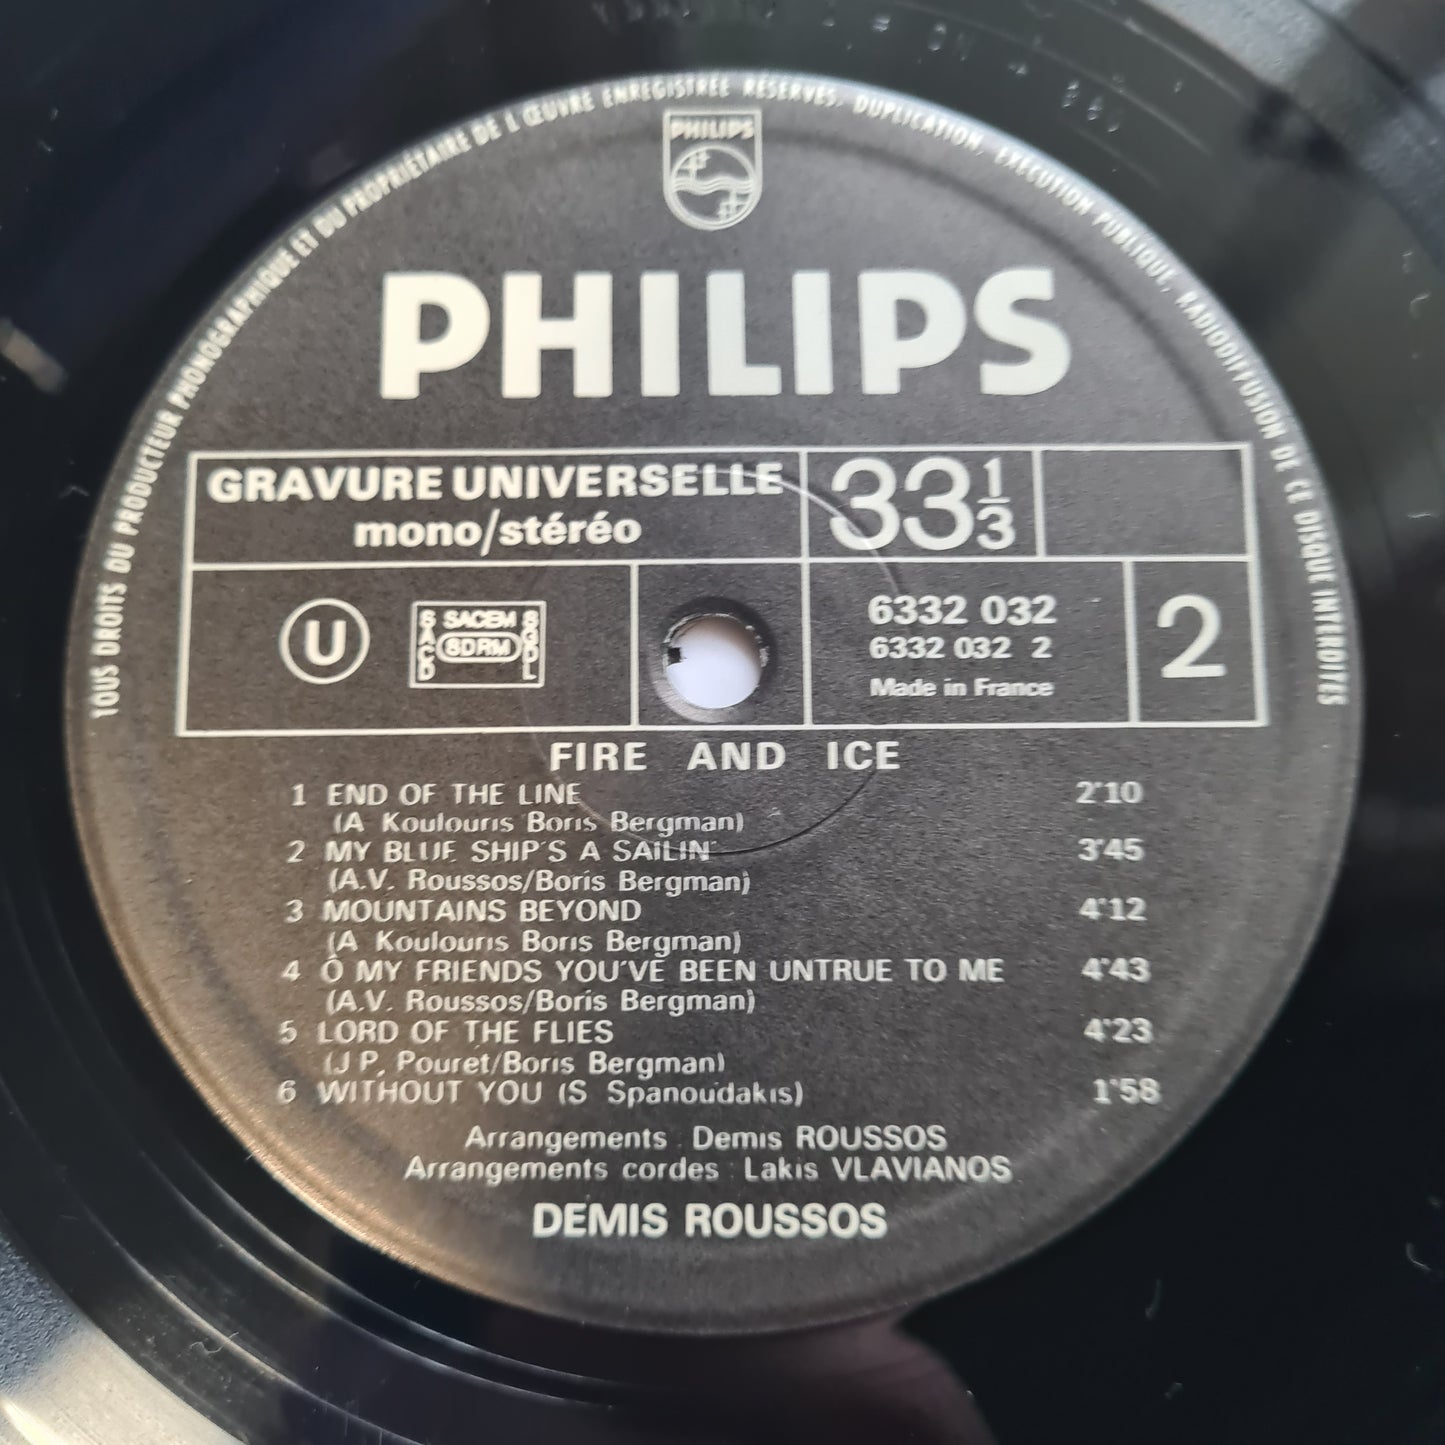 TOUS DROITS DU PRODUCTEUR PHONOGRAPHIQUE ET DU PROPRIÉTAIRE DE L'ŒUVRE ENREGISTRÉE RÉSERVÉS. DUPLICATION, EXÉCUTION PUBLIQUE, RADIODIFFUSION DE CE DISQUE INTERDITES
PHILIPS
PHILIPS
GRAVURE UNIVERSELLE 33 1/3
mono/stéréo
U SACEM SACD SDRM SGDL 6332 032 2
6332 032 2
Made in France
FIRE AND ICE
1 END OF THE LINE 2'10
(A Koulouris Boris Bergman)
2 MY BLUE SHIP'S A SAILIN' 3'45
(A.V. Roussos/Boris Bergman)
3 MOUNTAINS BEYOND 4'12
(A Koulouris Boris Bergman)
4 Ô MY FRIENDS YOU'VE BEEN UNTRUE TO ME 4'43
(A.V. Roussos/Boris Bergman)
5 LORD OF THE FLIES 4'23
(J P. Pouret/Boris Bergman)
6 WITHOUT YOU (S Spanoudakis) 1'58
Arrangements : Demis ROUSSOS
Arrangements cordes : Lakis VLAVIANOS
DEMIS ROUSSOS